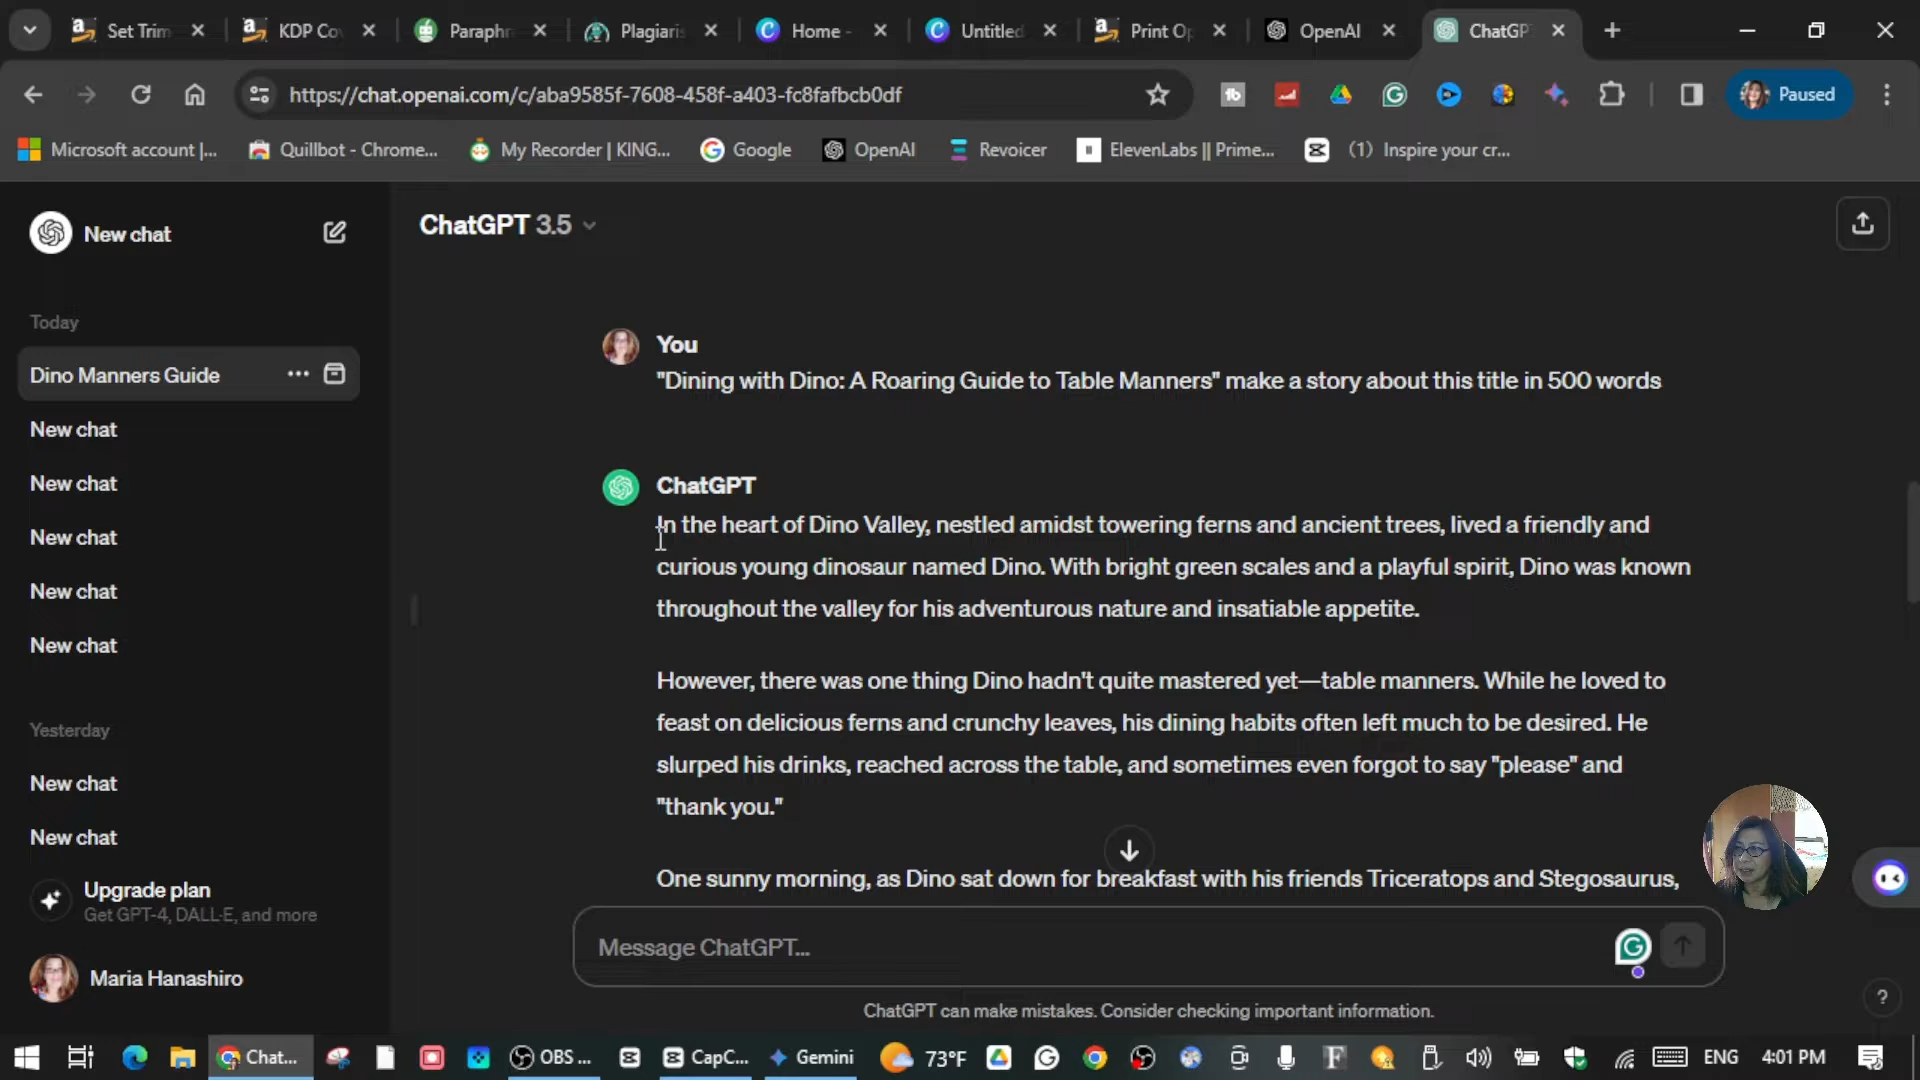 Set Trim
KDP Co
Paraphr
Plagiaris
Home -
Untitled
Print Op
OpenAI
ChatGP
https://chat.openai.com/c/aba9585f-7608-458f-a403-fc8fafbcb0df
Paused
Microsoft account |...
Quillbot - Chrome...
My Recorder | KING...
Google
OpenAI
Revoicer
ElevenLabs || Prime...
(1) Inspire your cr...
New chat
Today
Dino Manners Guide
New chat
New chat
New chat
New chat
New chat
Yesterday
New chat
New chat
Upgrade plan
Get GPT-4, DALL·E, and more
Maria Hanashiro
ChatGPT 3.5
You
"Dining with Dino: A Roaring Guide to Table Manners" make a story about this title in 500 words
ChatGPT
In the heart of Dino Valley, nestled amidst towering ferns and ancient trees, lived a friendly and
curious young dinosaur named Dino. With bright green scales and a playful spirit, Dino was known
throughout the valley for his adventurous nature and insatiable appetite.
However, there was one thing Dino hadn't quite mastered yet—table manners. While he loved to
feast on delicious ferns and crunchy leaves, his dining habits often left much to be desired. He
slurped his drinks, reached across the table, and sometimes even forgot to say "please" and
"thank you."
One sunny morning, as Dino sat down for breakfast with his friends Triceratops and Stegosaurus,
Message ChatGPT...
ChatGPT can make mistakes. Consider checking important information.
?
Chat...
OBS ...
CapC...
Gemini
73°F
ENG
4:01 PM